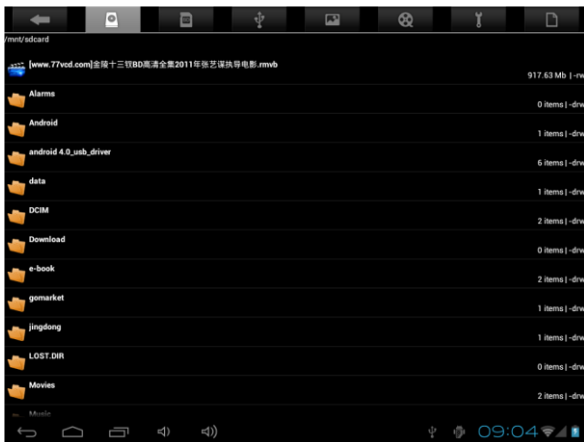 /mnt/sdcard
[www.77vcd.com]金陵十三钗BD高清全集2011年张艺谋执导电影.rmvb
917.63 Mb | -rw
Alarms
0 items | -drw
Android
1 items | -drw
android 4.0_usb_driver
6 items | -drw
data
1 items | -drw
DCIM
2 items | -drw
Download
0 items | -drw
e-book
2 items | -drw
gomarket
1 items | -drw
jingdong
1 items | -drw
LOST.DIR
0 items | -drw
Movies
2 items | -drw
Music
09:04